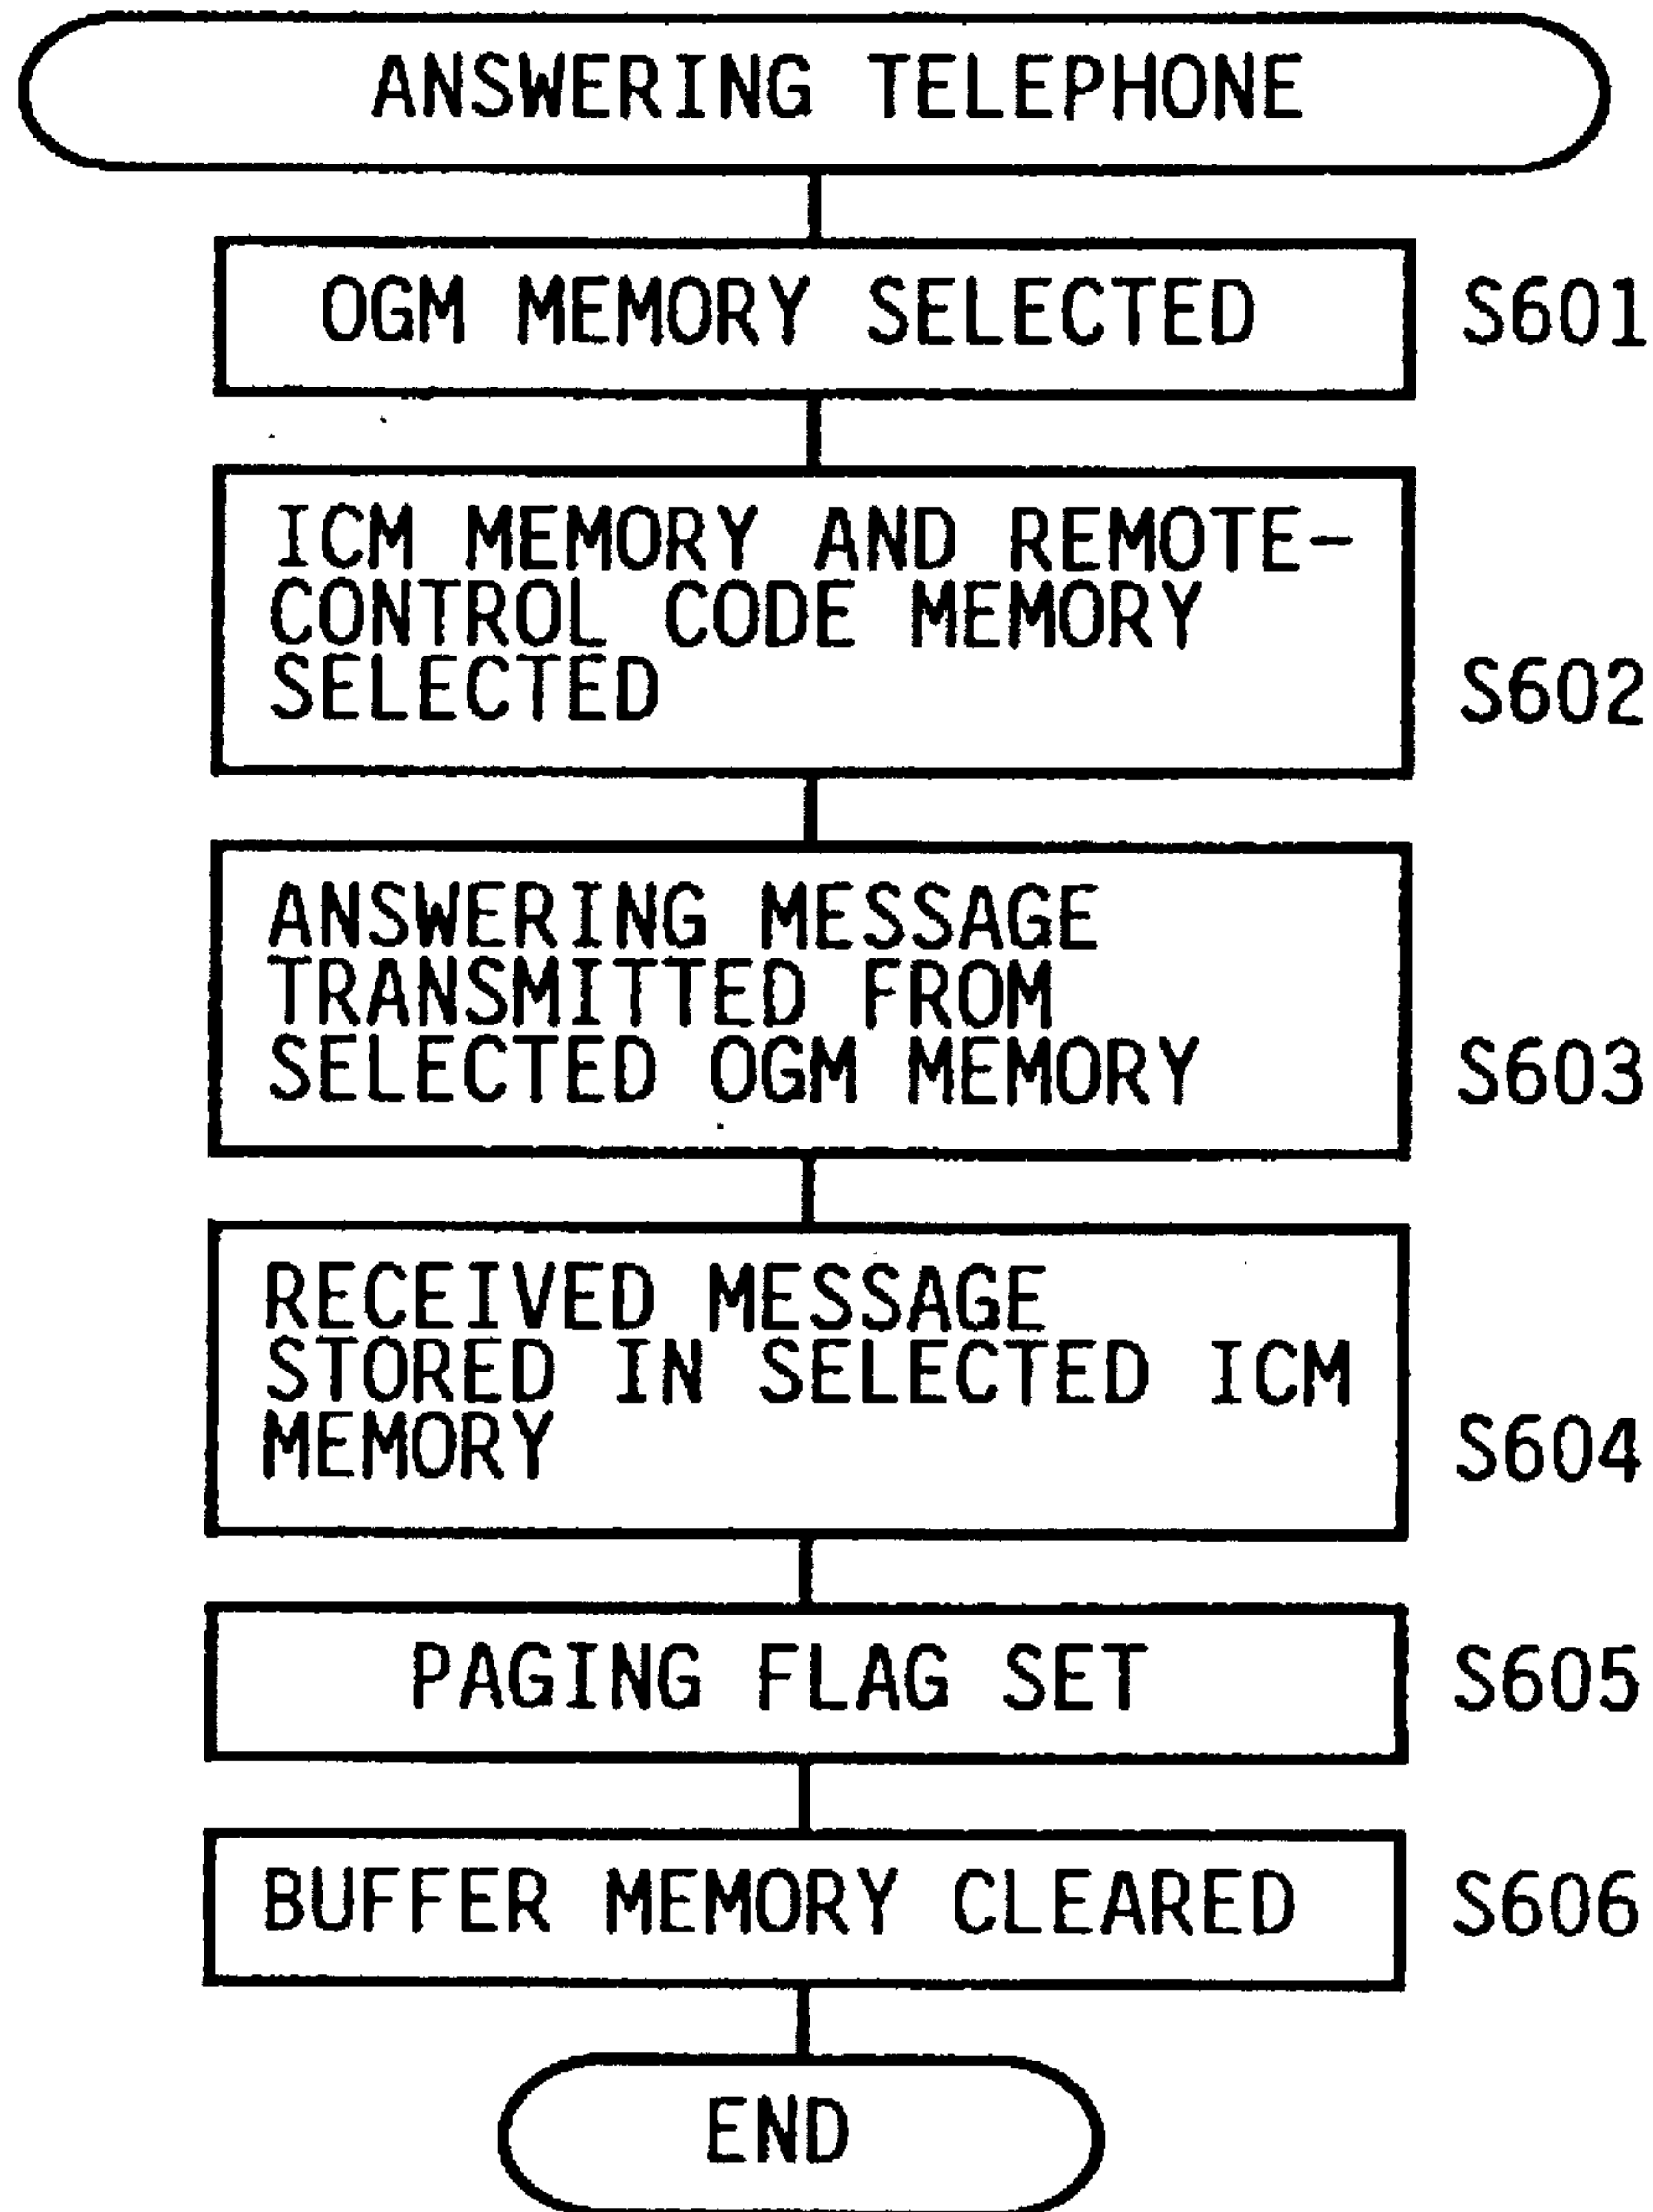 ANSWERING TELEPHONE
OGM MEMORY SELECTED
S601
ICM MEMORY AND REMOTE-
CONTROL CODE MEMORY
SELECTED
S602
ANSWERING MESSAGE
TRANSMITTED FROM
SELECTED OGM MEMORY
S603
RECEIVED MESSAGE
STORED IN SELECTED ICM
MEMORY
S604
PAGING FLAG SET
S605
BUFFER MEMORY CLEARED
S606
END